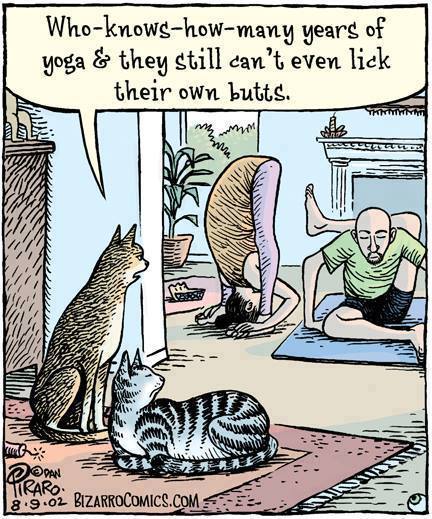 Who-knows-how-many years of
yoga & they still can't even lick
their own butts.
©DAN
PIRARO.
8.9.02 BIZARROCOMICS.COM